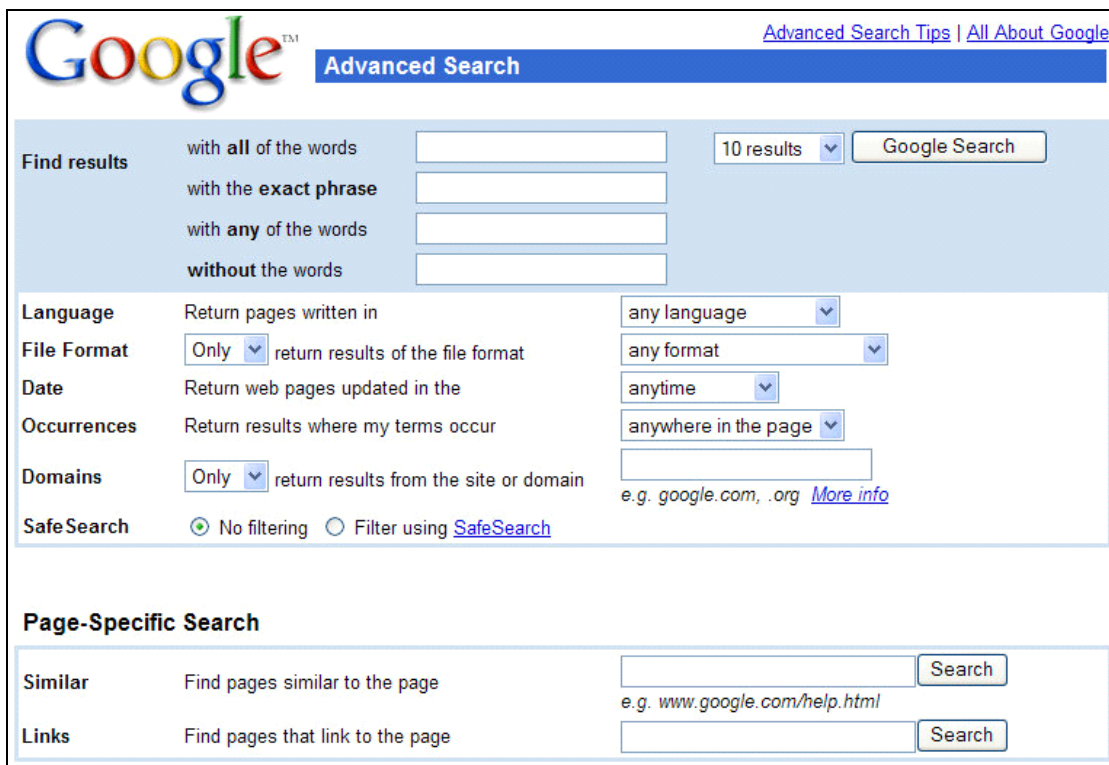 Google™
Advanced Search Tips | All About Google
Advanced Search
Find results
with all of the words
10 results
Google Search
with the exact phrase
with any of the words
without the words
Language Return pages written in any language
File Format Only return results of the file format any format
Date Return web pages updated in the anytime
Occurrences Return results where my terms occur anywhere in the page
Domains Only return results from the site or domain
e.g. google.com, .org More info
SafeSearch No filtering Filter using SafeSearch
Page-Specific Search
Similar Find pages similar to the page Search
e.g. www.google.com/help.html
Links Find pages that link to the page Search